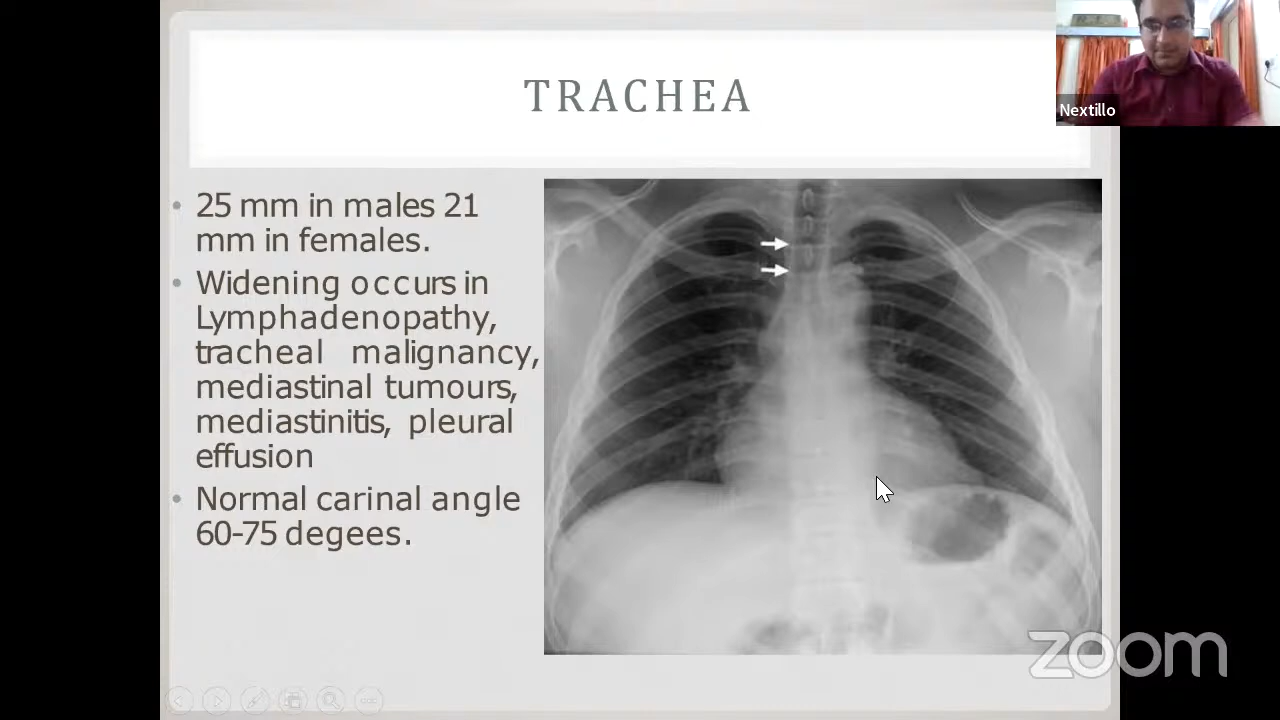 TRACHEA
Nextillo
25 mm in males 21
mm in females.
Widening occurs in
Lymphadenopathy,
tracheal malignancy,
mediastinal tumours,
mediastinitis, pleural
effusion
Normal carinal angle
60-75 degees.
zoom